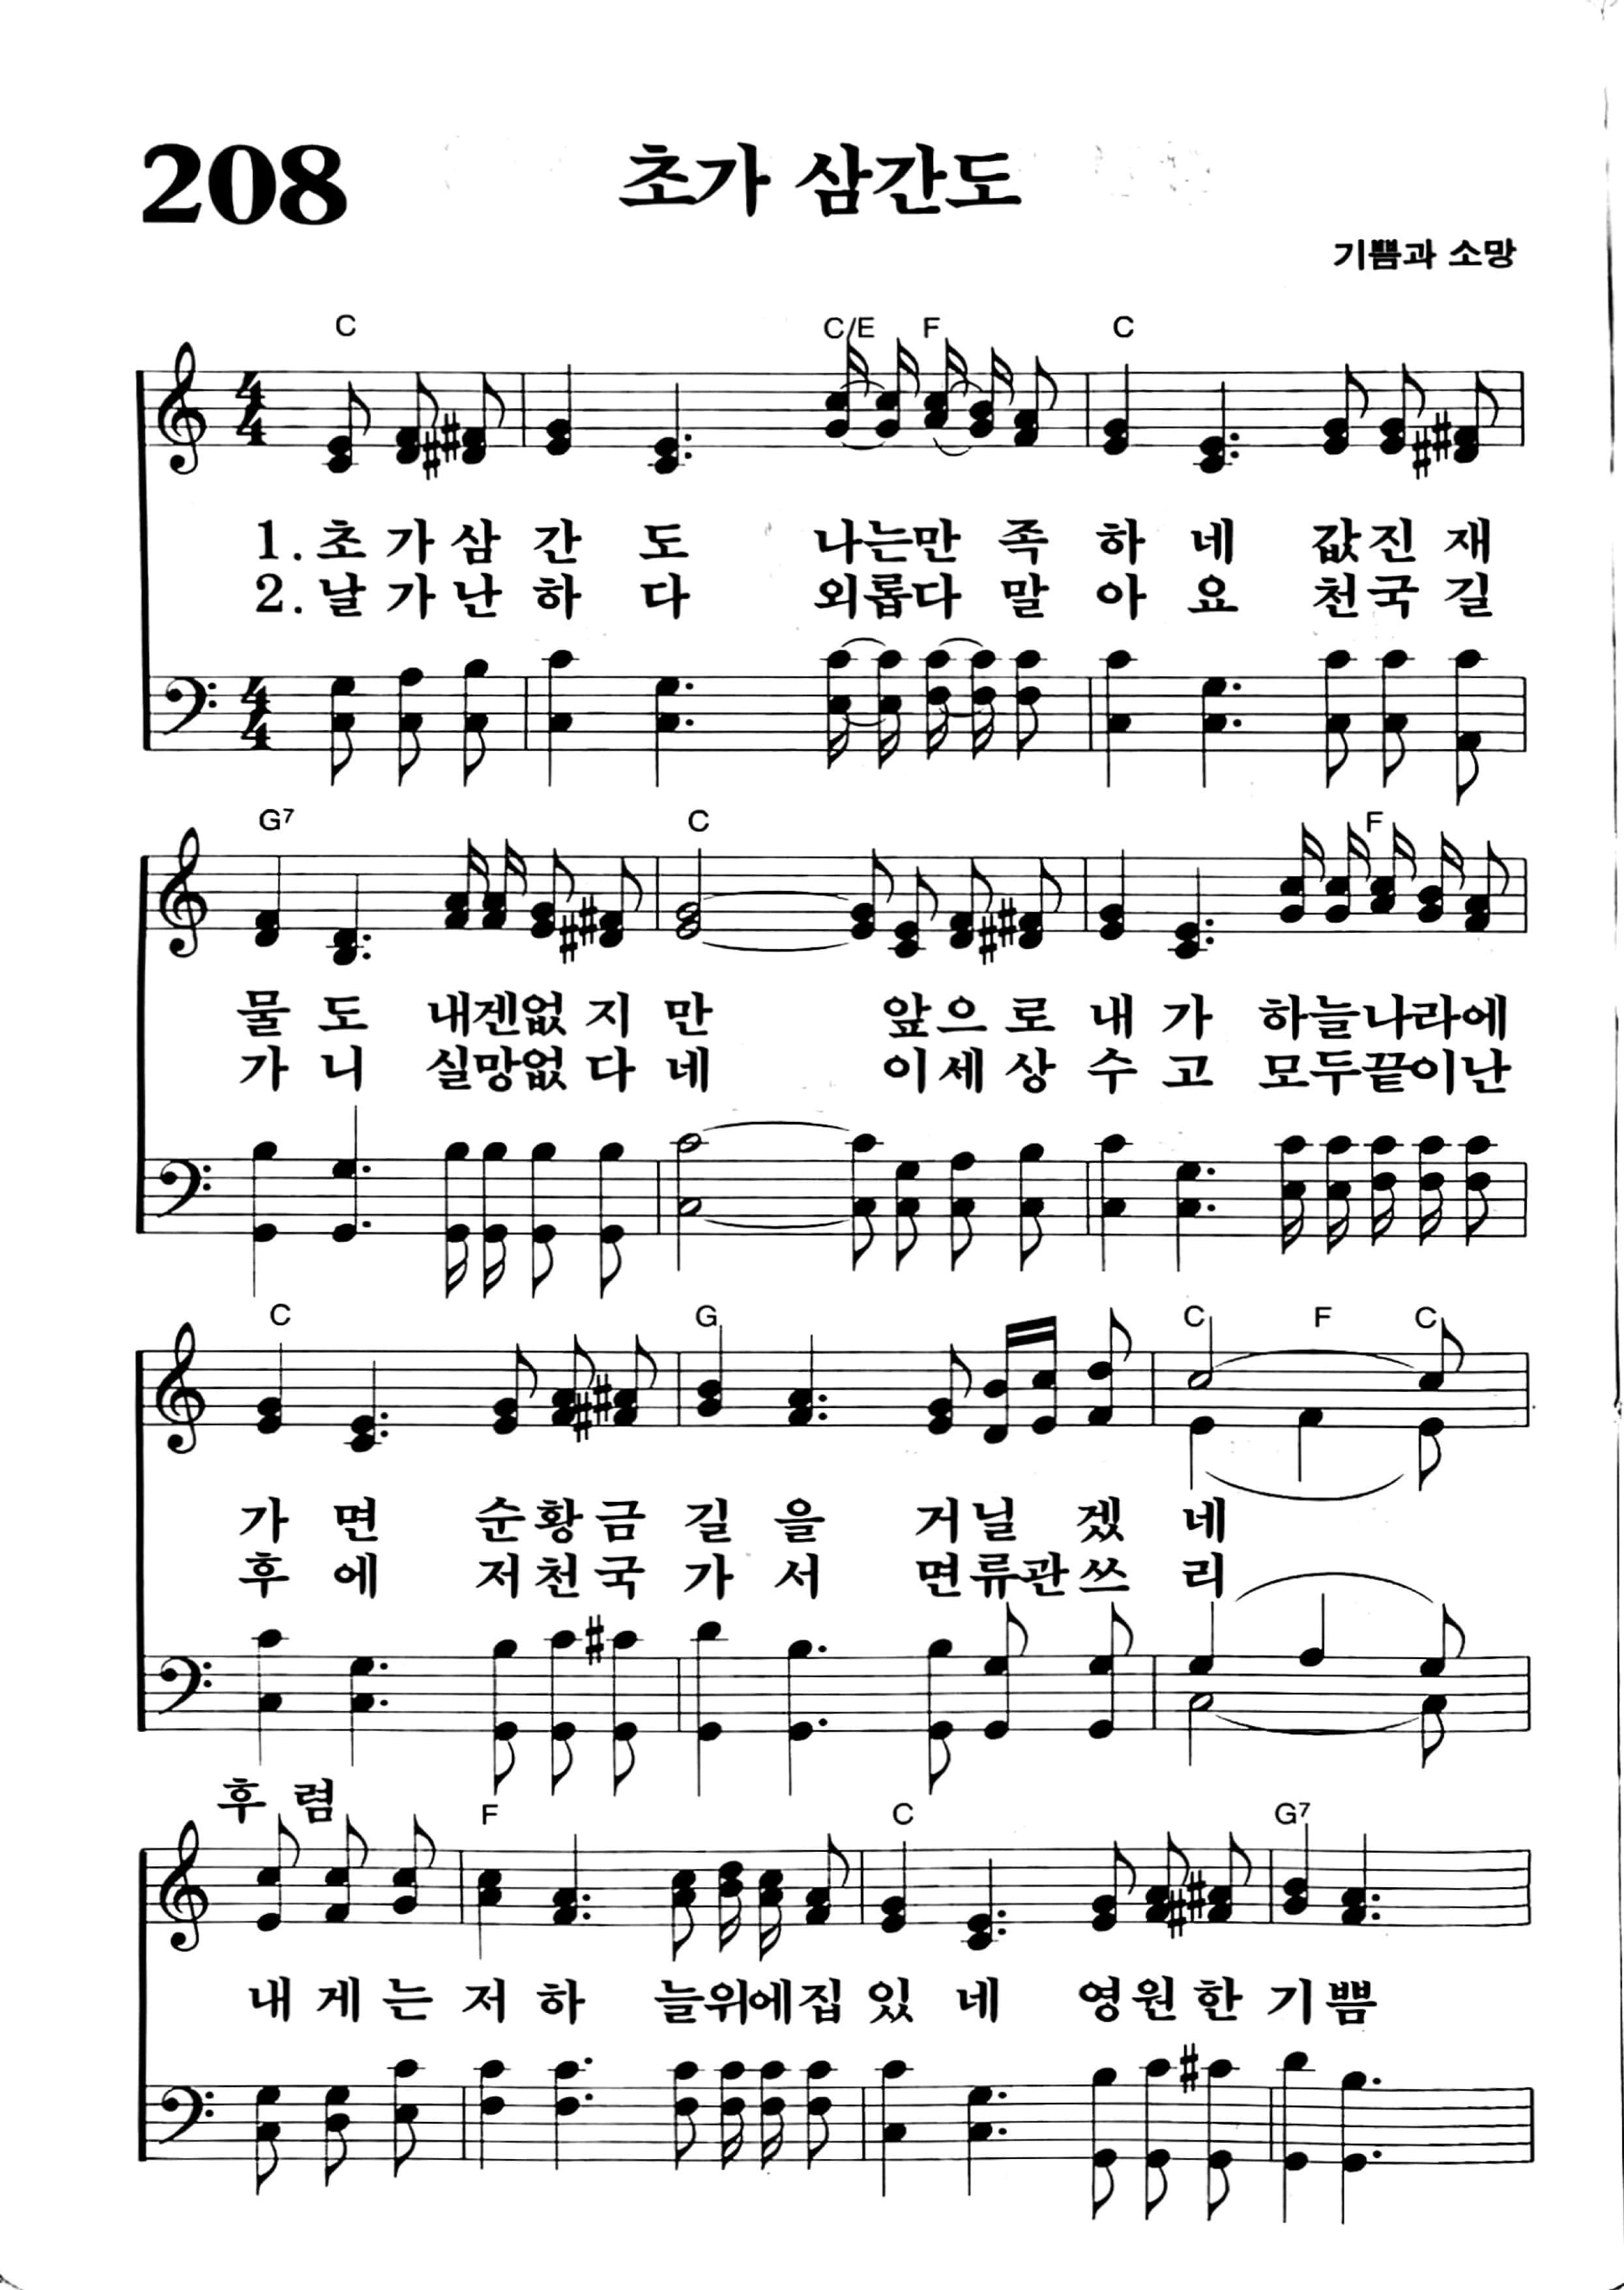 208
초가 삼간도
기쁨과 소망
C C/E F C
1. 초 가 삼 간 도 나는만 족 하 네 값진 재
2. 날 가 난 하 다 외롭다 말 아 요 천국 길
G7 C F
물 도 내겐없 지 만 앞으 로 내 가 하늘나라에
가 니 실망없 다 네 이세 상 수 고 모두끝이난
C G C F C
가 면 순황금 길 을 거닐 겠 네
후 에 저천국 가 서 면류관쓰 리
후 렴
F C G7
내 게 는 저 하 늘위에집 있 네 영원 한 기 쁨